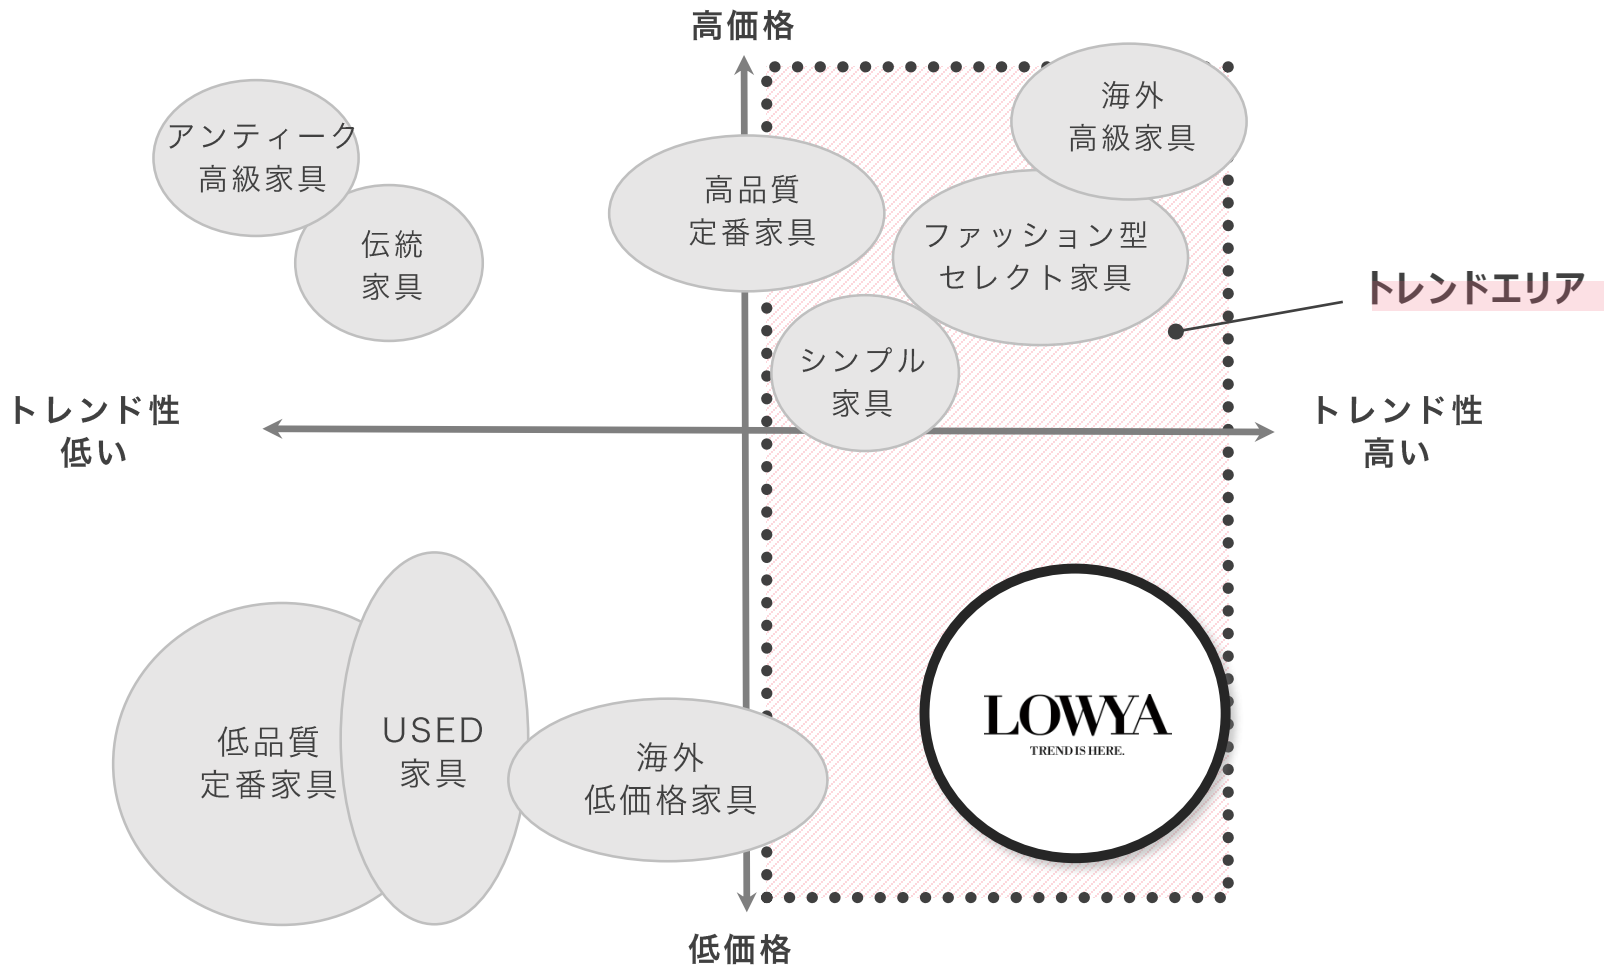 高価格
アンティーク
高級家具
伝統
家具
高品質
定番家具
海外
高級家具
ファッション型
セレクト家具
シンプル
家具
トレンドエリア
トレンド性
低い
トレンド性
高い
低品質
定番家具
USED
家具
海外
低価格家具
LOWYA
TREND IS HERE.
低価格